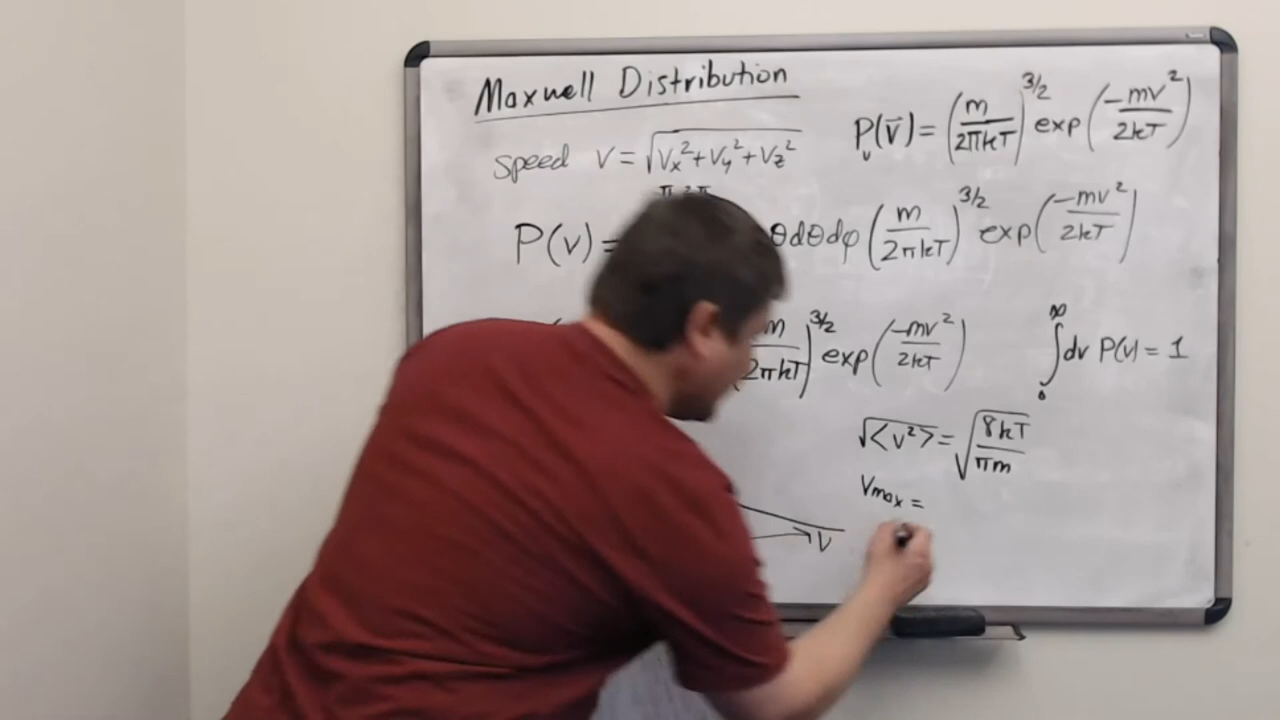 Maxwell Distribution
P_v(v̅) = (m/2πkT)^3/2 exp(-mv²/2kT)
speed v = √(Vx² + Vy² + Vz²)
P(v) = θdθdφ (m/2πkT)^3/2 exp(-mv²/2kT)
m/2πkT)^3/2 exp(-mv²/2kT)
∫₀^∞ dv P(v) = 1
√<v²> = √(8kT/πm)
Vmax =
v